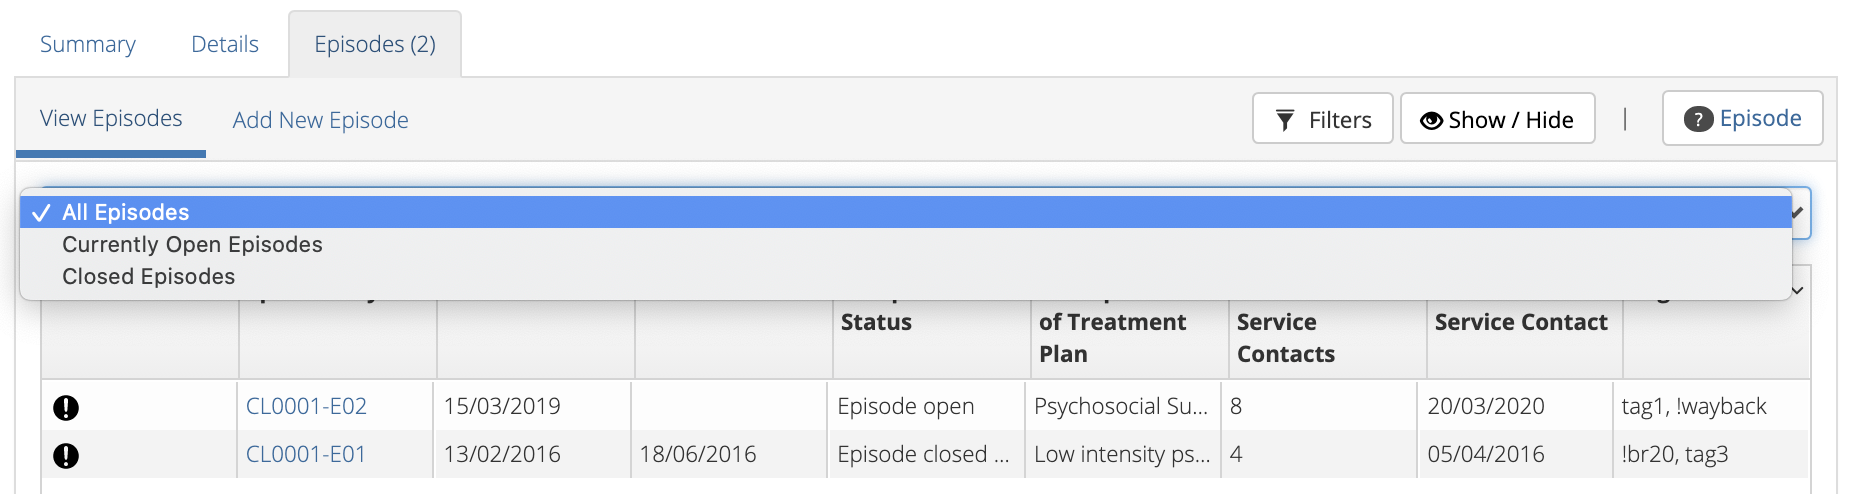 Summary Details Episodes (2)
View Episodes Add New Episode Filters Show / Hide | ? Episode
✓ All Episodes
Currently Open Episodes
Closed Episodes
Status of Treatment Service Service Contact
Plan Contacts
CL0001-E02 15/03/2019 Episode open Psychosocial Su... 8 20/03/2020 tag1, !wayback
CL0001-E01 13/02/2016 18/06/2016 Episode closed ... Low intensity ps... 4 05/04/2016 !br20, tag3